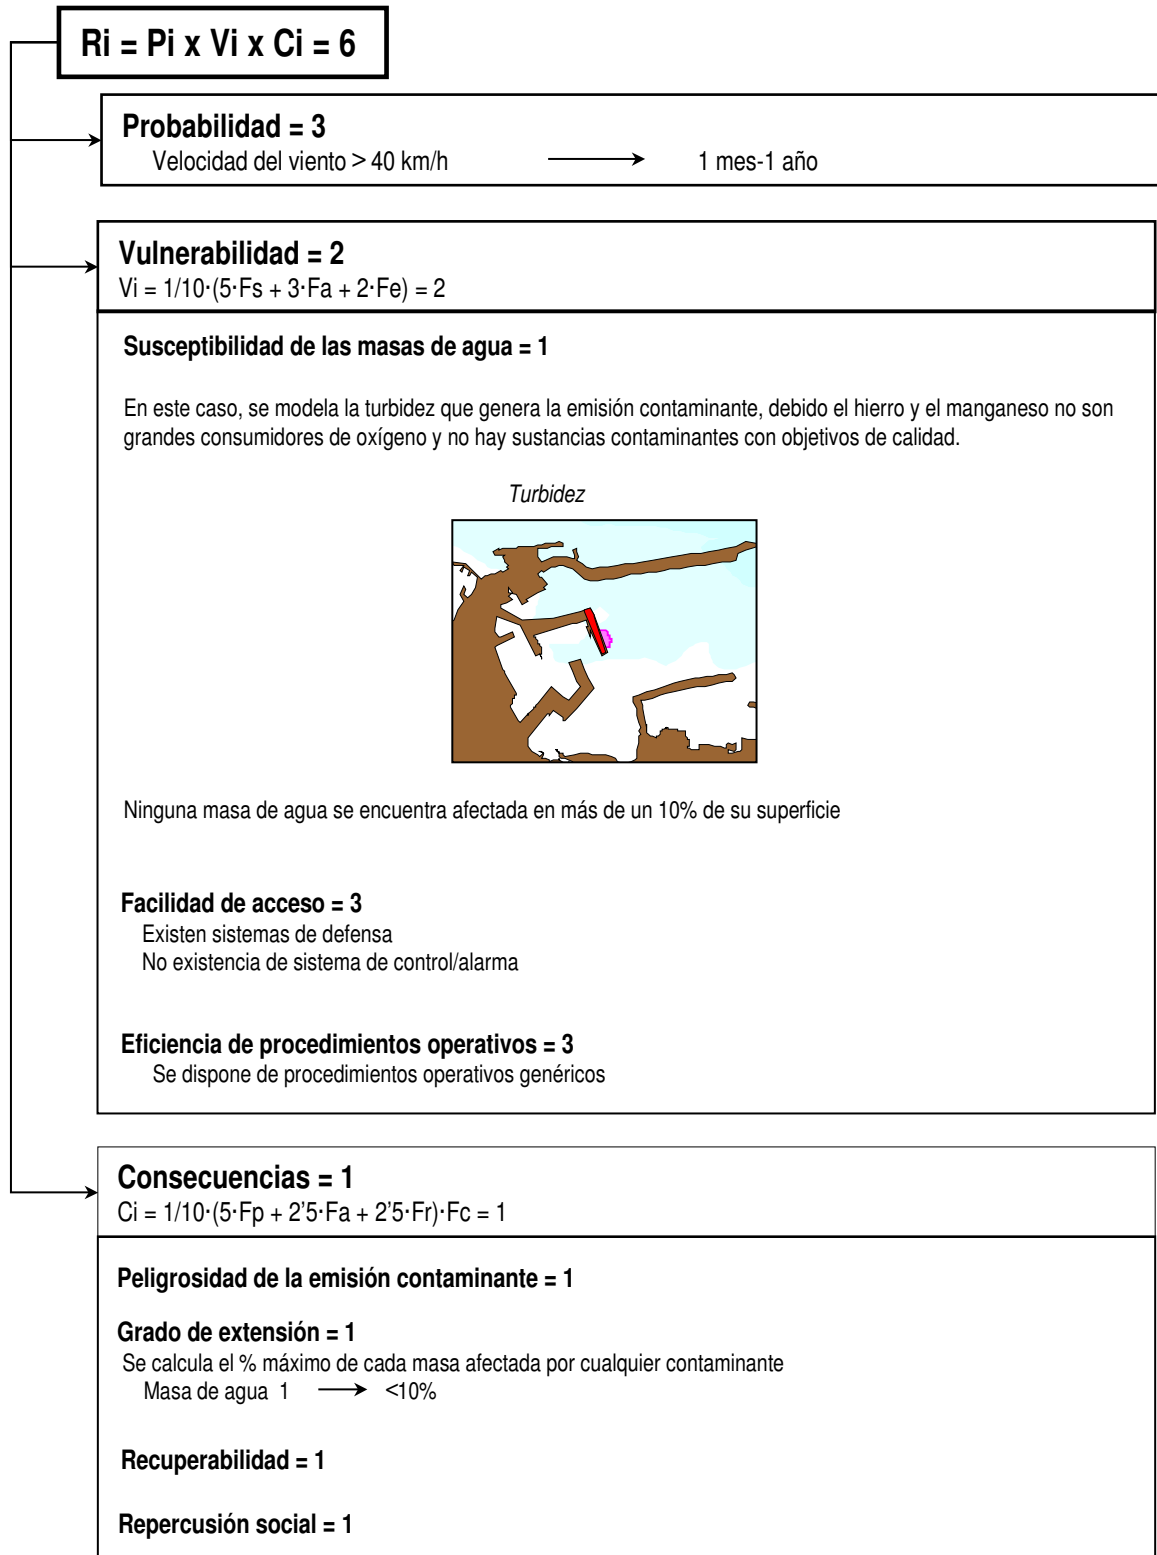 Ri = Pi x Vi x Ci = 6
Probabilidad = 3
Velocidad del viento > 40 km/h → 1 mes-1 año
Vulnerabilidad = 2
Vi = 1/10·(5·Fs + 3·Fa + 2·Fe) = 2
Susceptibilidad de las masas de agua = 1
En este caso, se modela la turbidez que genera la emisión contaminante, debido el hierro y el manganeso no son
grandes consumidores de oxígeno y no hay sustancias contaminantes con objetivos de calidad.
Turbidez
Ninguna masa de agua se encuentra afectada en más de un 10% de su superficie
Facilidad de acceso = 3
Existen sistemas de defensa
No existencia de sistema de control/alarma
Eficiencia de procedimientos operativos = 3
Se dispone de procedimientos operativos genéricos
Consecuencias = 1
Ci = 1/10·(5·Fp + 2'5·Fa + 2'5·Fr)·Fc = 1
Peligrosidad de la emisión contaminante = 1
Grado de extensión = 1
Se calcula el % máximo de cada masa afectada por cualquier contaminante
Masa de agua 1 → <10%
Recuperabilidad = 1
Repercusión social = 1